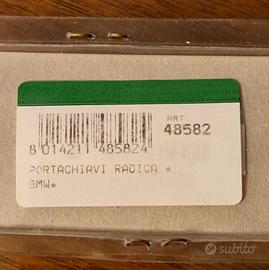 ART
48582
8 014211 485824
PORTACHIAVI RADICA *
BMW*
subito